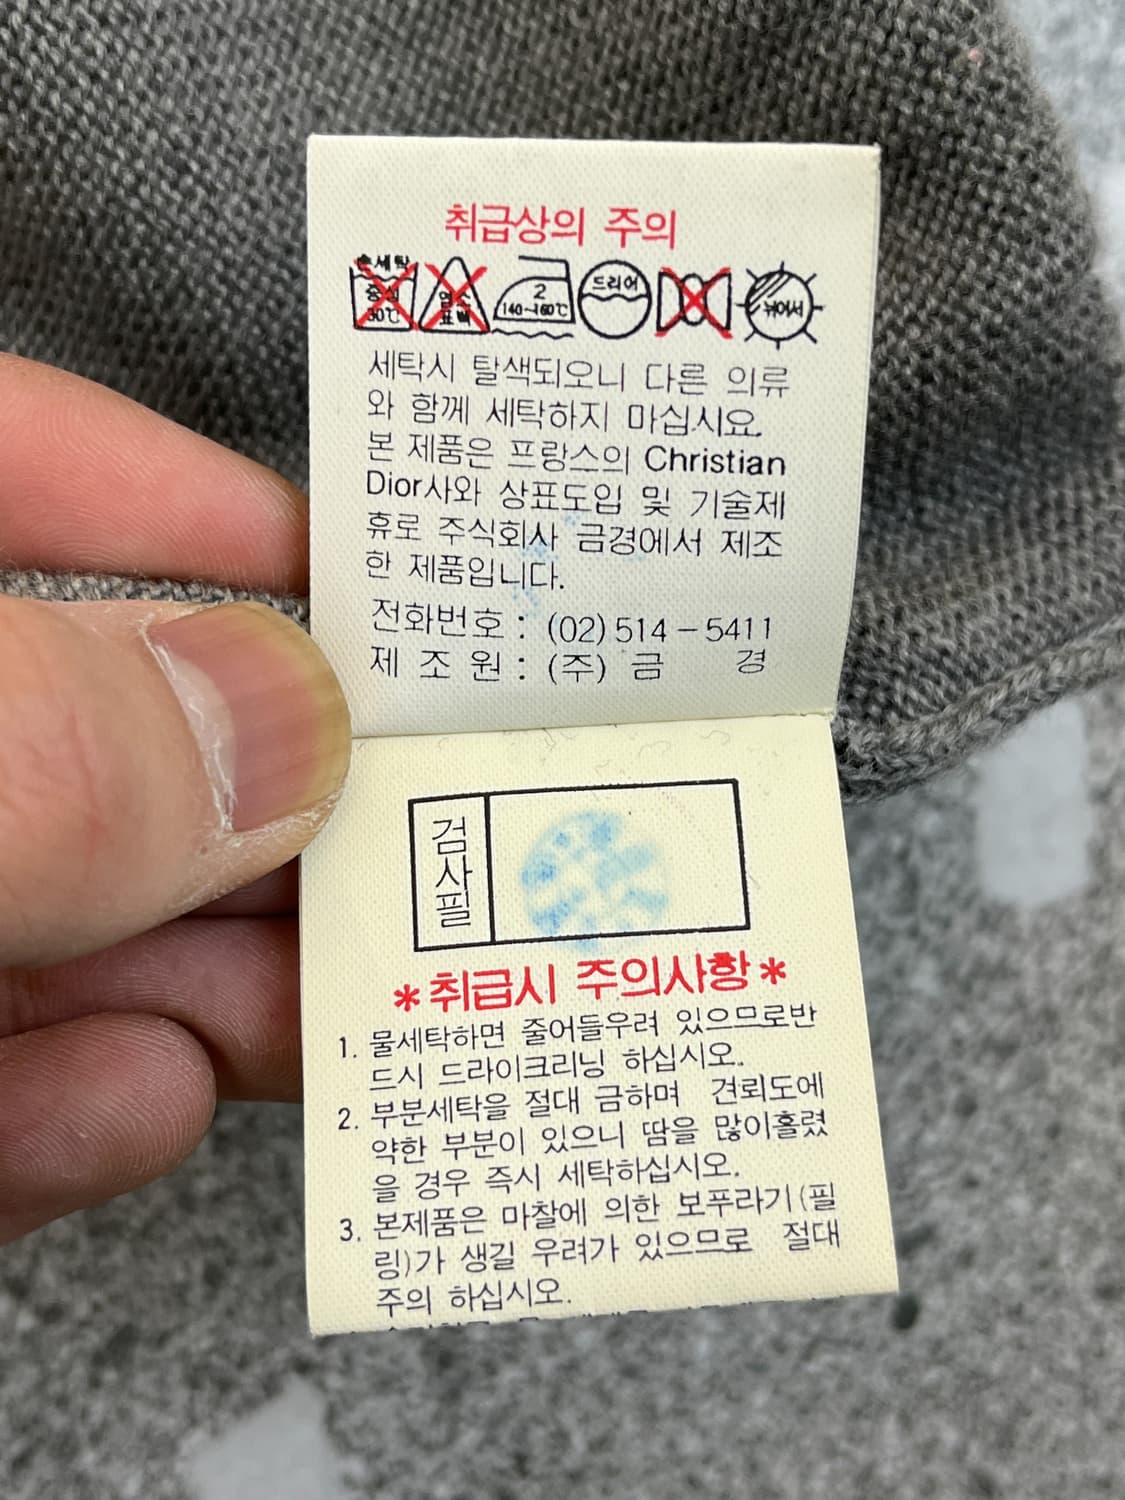 취급상의 주의
손세탁
중성
30℃
염소
표백
2
140~160℃
드리이
뉘어서
세탁시 탈색되오니 다른 의류
와 함께 세탁하지 마십시요.
본 제품은 프랑스의 Christian
Dior사와 상표도입 및 기술제
휴로 주식회사 금경에서 제조
한 제품입니다.
전화번호 : (02) 514 - 5411
제 조 원 : (주) 금 경
검사필
*취급시 주의사항*
1. 물세탁하면 줄어들우려 있으므로반
드시 드라이크리닝 하십시오.
2. 부분세탁을 절대 금하며 견뢰도에
약한 부분이 있으니 땀을 많이흘렸
을 경우 즉시 세탁하십시오.
3. 본제품은 마찰에 의한 보푸라기(필
링)가 생길 우려가 있으므로 절대
주의 하십시오.